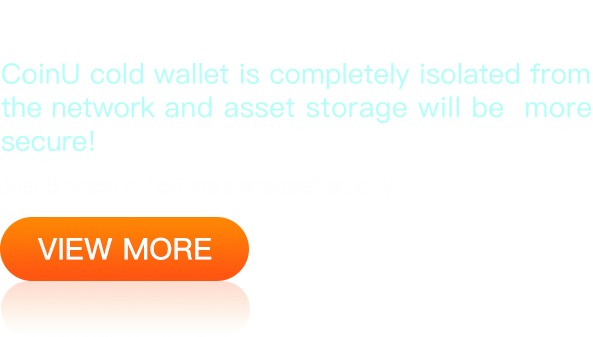 CoinU cold wallet is completely isolated from
the network and asset storage will be  more
secure!
VIEW MORE